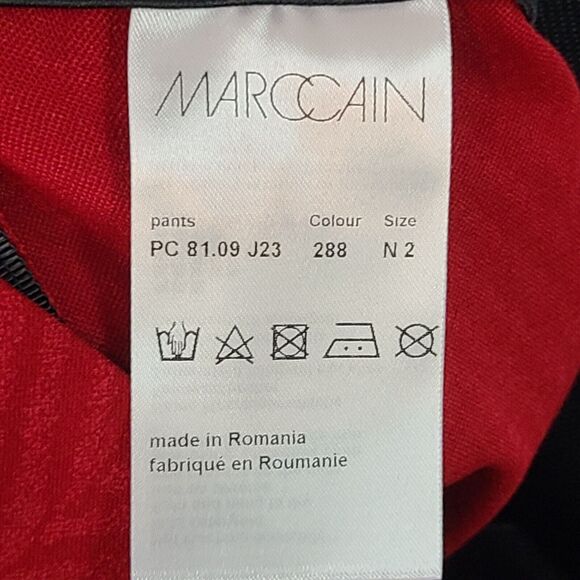 MARCCAIN
pants Colour Size
PC 81.09 J23 288 N 2
made in Romania
fabriqué en Roumanie